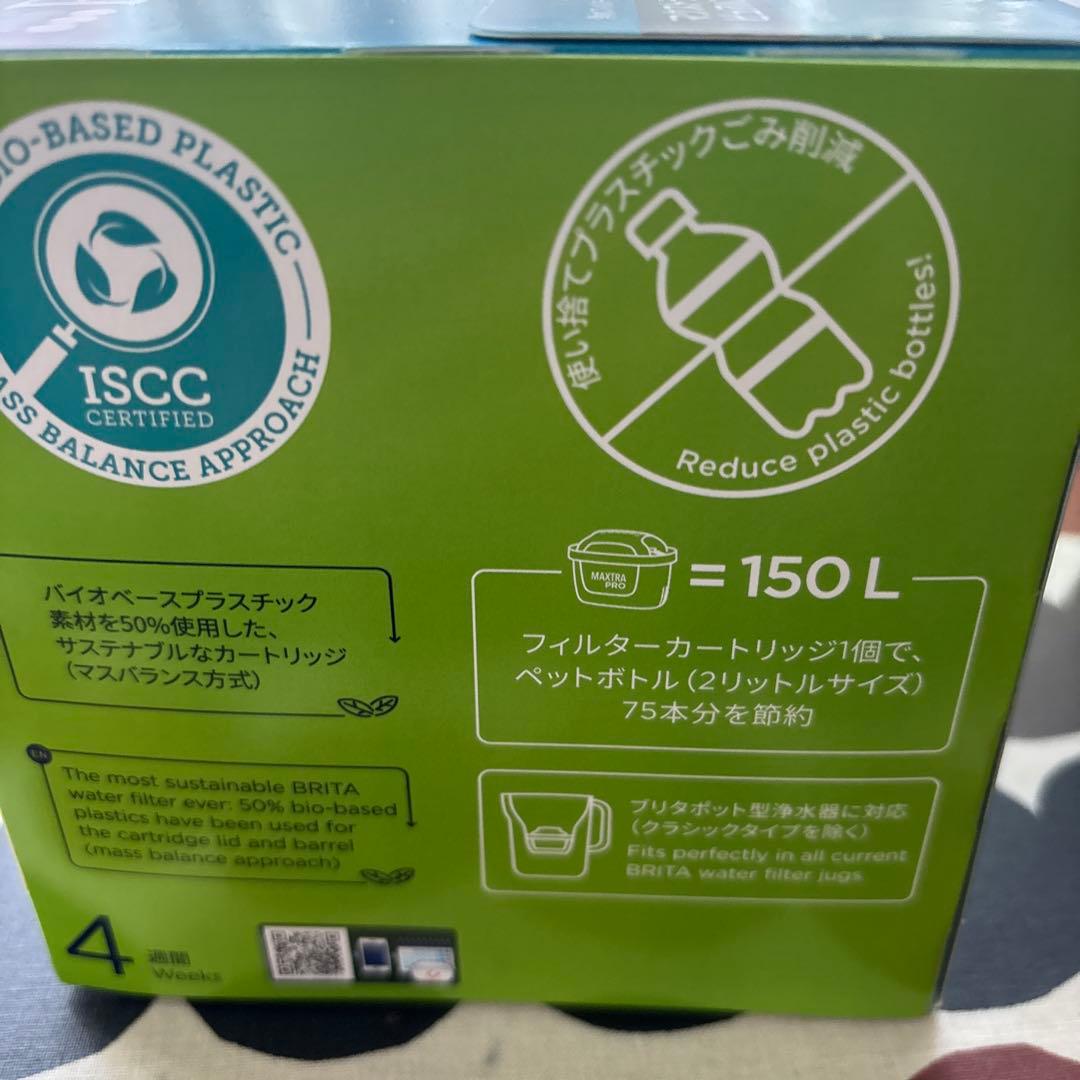 BIO-BASED PLASTIC
ISCC
CERTIFIED
MASS BALANCE APPROACH
使い捨てプラスチックごみ削減
Reduce plastic bottles!
バイオベースプラスチック
素材を50%使用した、
サステナブルなカートリッジ
（マスバランス方式）
MAXTRA
PRO
= 150 L
フィルターカートリッジ1個で、
ペットボトル（2リットルサイズ）
75本分を節約
EN
The most sustainable BRITA
water filter ever: 50% bio-based
plastics have been used for
the cartridge lid and barrel
(mass balance approach)
ブリタポット型浄水器に対応
（クラシックタイプを除く）
Fits perfectly in all current
BRITA water filter jugs
4 週間
Weeks